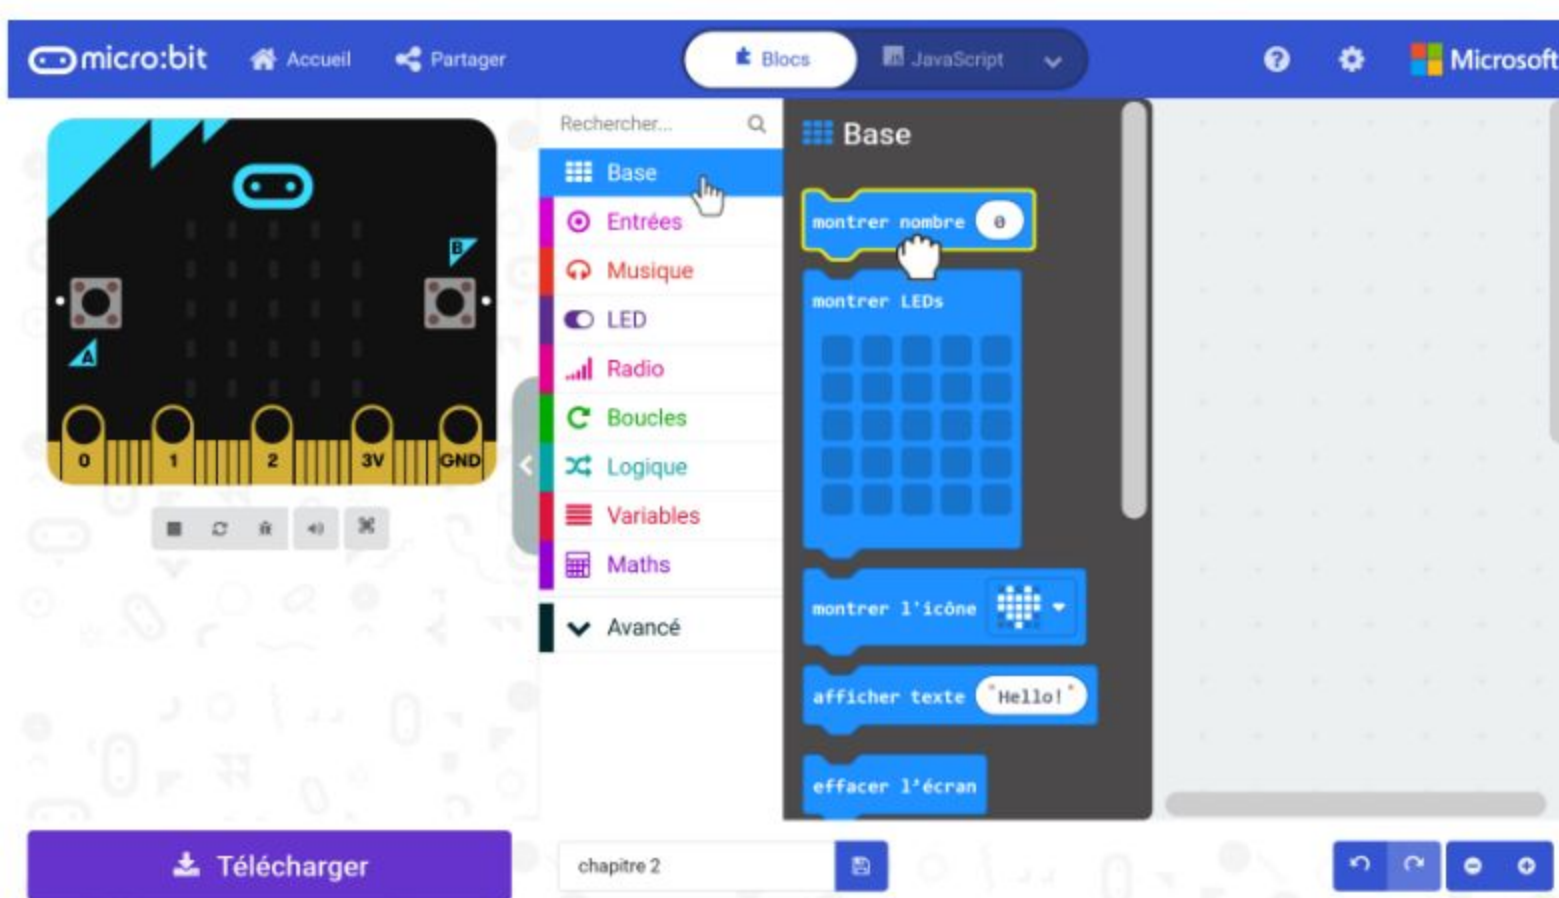 micro:bit
Accueil
Partager
Blocs
JavaScript
Microsoft
B
A
0 1 2 3V GND
Rechercher...
Base
Entrées
Musique
LED
Radio
Boucles
Logique
Variables
Maths
Avancé
Base
montrer nombre 0
montrer LEDs
montrer l'icône
afficher texte "Hello!"
effacer l'écran
Télécharger
chapitre 2